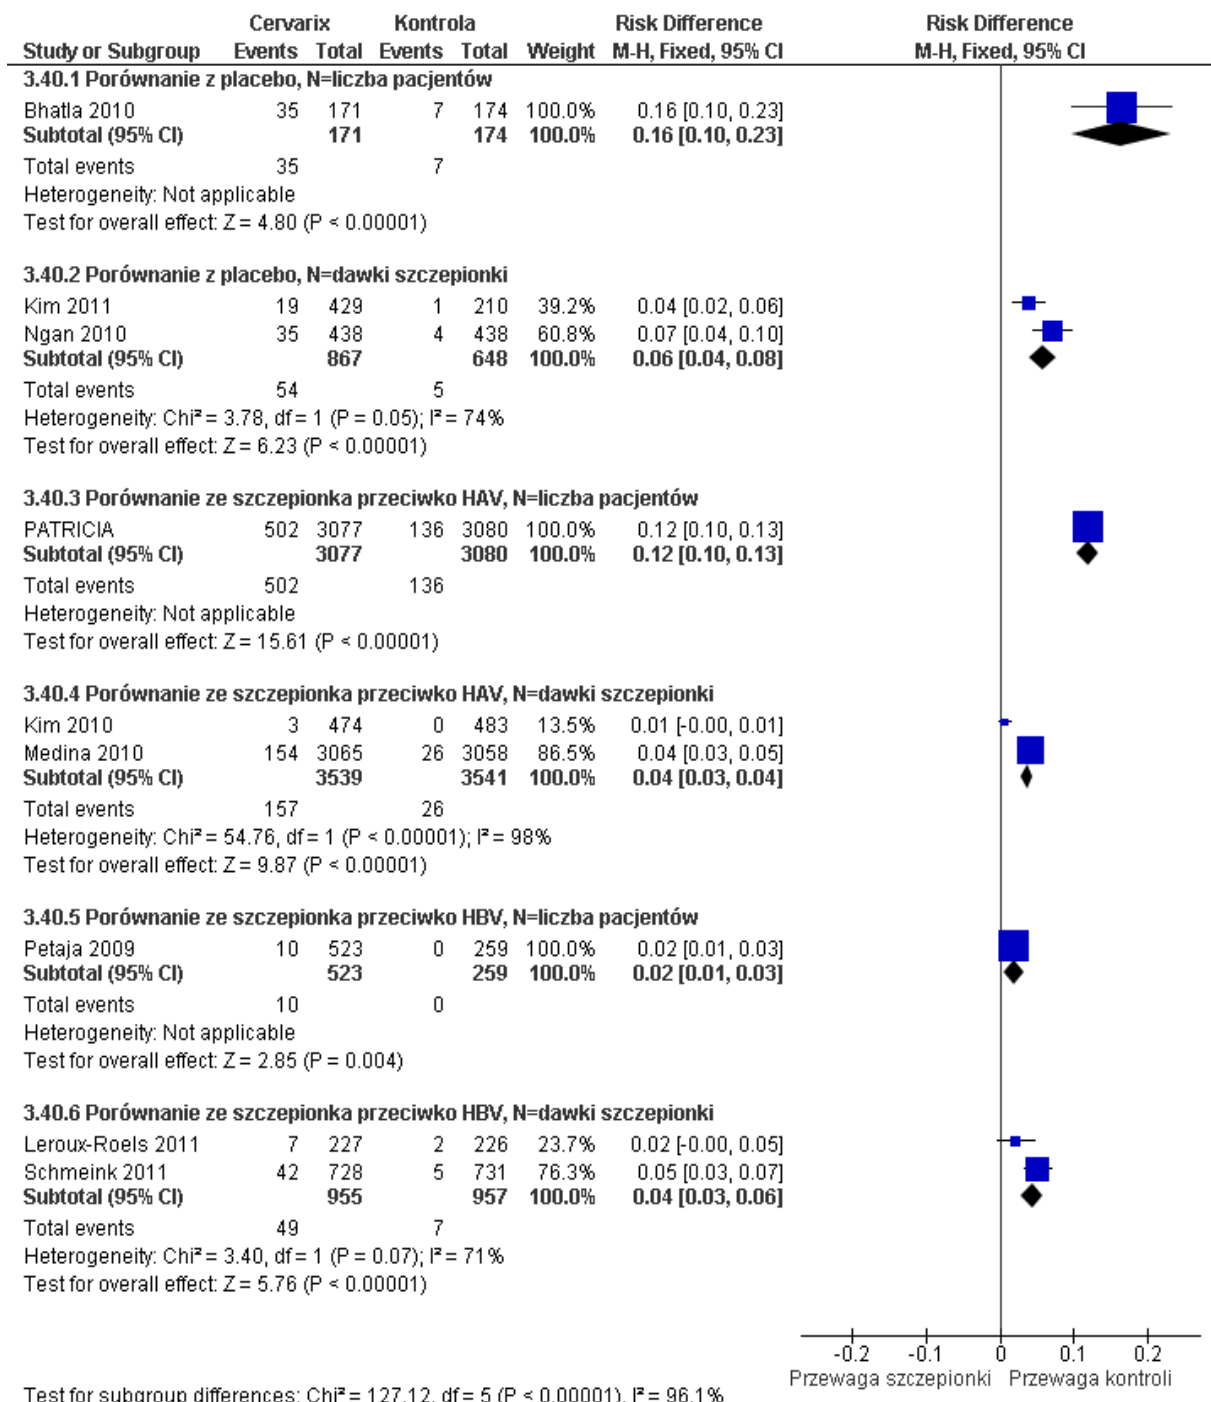 Cervarix Kontrola Risk Difference Risk Difference
Study or Subgroup Events Total Events Total Weight M-H, Fixed, 95% CI M-H, Fixed, 95% CI
3.40.1 Porównanie z placebo, N=liczba pacjentów
Bhatla 2010 35 171 7 174 100.0% 0.16 [0.10, 0.23]
Subtotal (95% CI) 171 174 100.0% 0.16 [0.10, 0.23]
Total events 35 7
Heterogeneity: Not applicable
Test for overall effect: Z = 4.80 (P < 0.00001)
3.40.2 Porównanie z placebo, N=dawki szczepionki
Kim 2011 19 429 1 210 39.2% 0.04 [0.02, 0.06]
Ngan 2010 35 438 4 438 60.8% 0.07 [0.04, 0.10]
Subtotal (95% CI) 867 648 100.0% 0.06 [0.04, 0.08]
Total events 54 5
Heterogeneity: Chi² = 3.78, df = 1 (P = 0.05); I² = 74%
Test for overall effect: Z = 6.23 (P < 0.00001)
3.40.3 Porównanie ze szczepionka przeciwko HAV, N=liczba pacjentów
PATRICIA 502 3077 136 3080 100.0% 0.12 [0.10, 0.13]
Subtotal (95% CI) 3077 3080 100.0% 0.12 [0.10, 0.13]
Total events 502 136
Heterogeneity: Not applicable
Test for overall effect: Z = 15.61 (P < 0.00001)
3.40.4 Porównanie ze szczepionka przeciwko HAV, N=dawki szczepionki
Kim 2010 3 474 0 483 13.5% 0.01 [-0.00, 0.01]
Medina 2010 154 3065 26 3058 86.5% 0.04 [0.03, 0.05]
Subtotal (95% CI) 3539 3541 100.0% 0.04 [0.03, 0.04]
Total events 157 26
Heterogeneity: Chi² = 54.76, df = 1 (P < 0.00001); I² = 98%
Test for overall effect: Z = 9.87 (P < 0.00001)
3.40.5 Porównanie ze szczepionka przeciwko HBV, N=liczba pacjentów
Petaja 2009 10 523 0 259 100.0% 0.02 [0.01, 0.03]
Subtotal (95% CI) 523 259 100.0% 0.02 [0.01, 0.03]
Total events 10 0
Heterogeneity: Not applicable
Test for overall effect: Z = 2.85 (P = 0.004)
3.40.6 Porównanie ze szczepionka przeciwko HBV, N=dawki szczepionki
Leroux-Roels 2011 7 227 2 226 23.7% 0.02 [-0.00, 0.05]
Schmeink 2011 42 728 5 731 76.3% 0.05 [0.03, 0.07]
Subtotal (95% CI) 955 957 100.0% 0.04 [0.03, 0.06]
Total events 49 7
Heterogeneity: Chi² = 3.40, df = 1 (P = 0.07); I² = 71%
Test for overall effect: Z = 5.76 (P < 0.00001)
-0.2 -0.1 0 0.1 0.2
Przewaga szczepionki Przewaga kontroli
Test for subgroup differences: Chi² = 127.12, df = 5 (P < 0.00001), I² = 96.1%